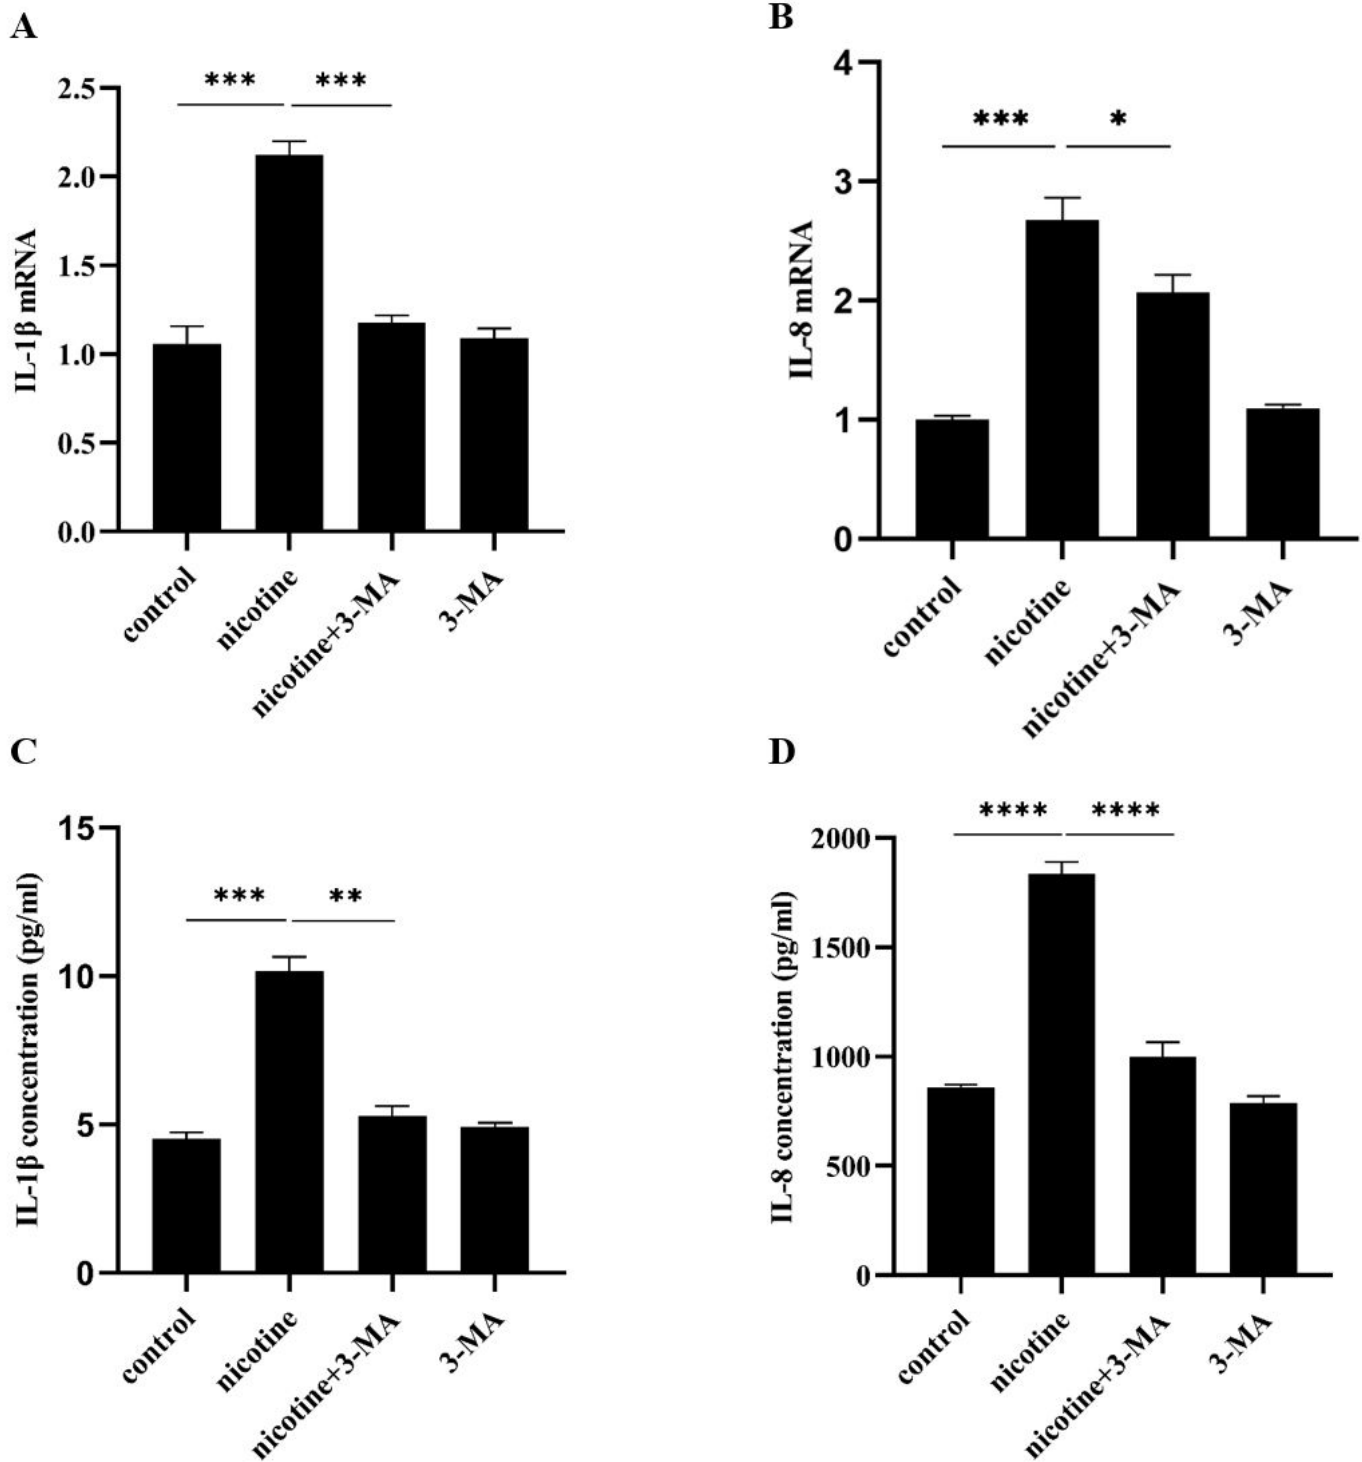 A
IL-1β mRNA
2.5
2.0
1.5
1.0
0.5
0.0
*** ***
control
nicotine
nicotine+3-MA
3-MA
B
IL-8 mRNA
4
3
2
1
0
*** *
control
nicotine
nicotine+3-MA
3-MA
C
IL-1β concentration (pg/ml)
15
10
5
0
*** **
control
nicotine
nicotine+3-MA
3-MA
D
IL-8 concentration (pg/ml)
2000
1500
1000
500
0
**** ****
control
nicotine
nicotine+3-MA
3-MA